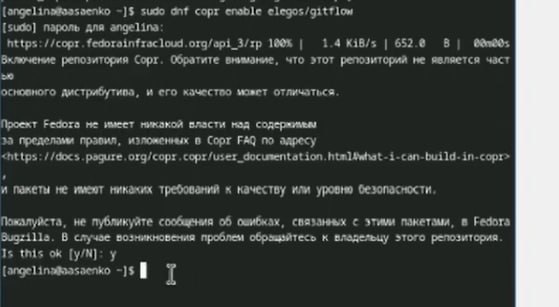 [angelina@aasaenko ~]$ sudo dnf copr enable elegos/gitflow
[sudo] пароль для angelina:
https://copr.fedorainfracloud.org/api_3/rp 100% |   1.4 KiB/s | 652.0   B |  00m00s
Включение репозитория Copr. Обратите внимание, что этот репозиторий не является част
ью
основного дистрибутива, и его качество может отличаться.
Проект Fedora не имеет никакой власти над содержимым
за пределами правил, изложенных в Copr FAQ по адресу
<https://docs.pagure.org/copr.copr/user_documentation.html#what-i-can-build-in-copr>
,
и пакеты не имеют никаких требований к качеству или уровню безопасности.
Пожалуйста, не публикуйте сообщения об ошибках, связанных с этими пакетами, в Fedora
Bugzilla. В случае возникновения проблем обращайтесь к владельцу этого репозитория.
Is this ok [y/N]: y
[angelina@aasaenko ~]$